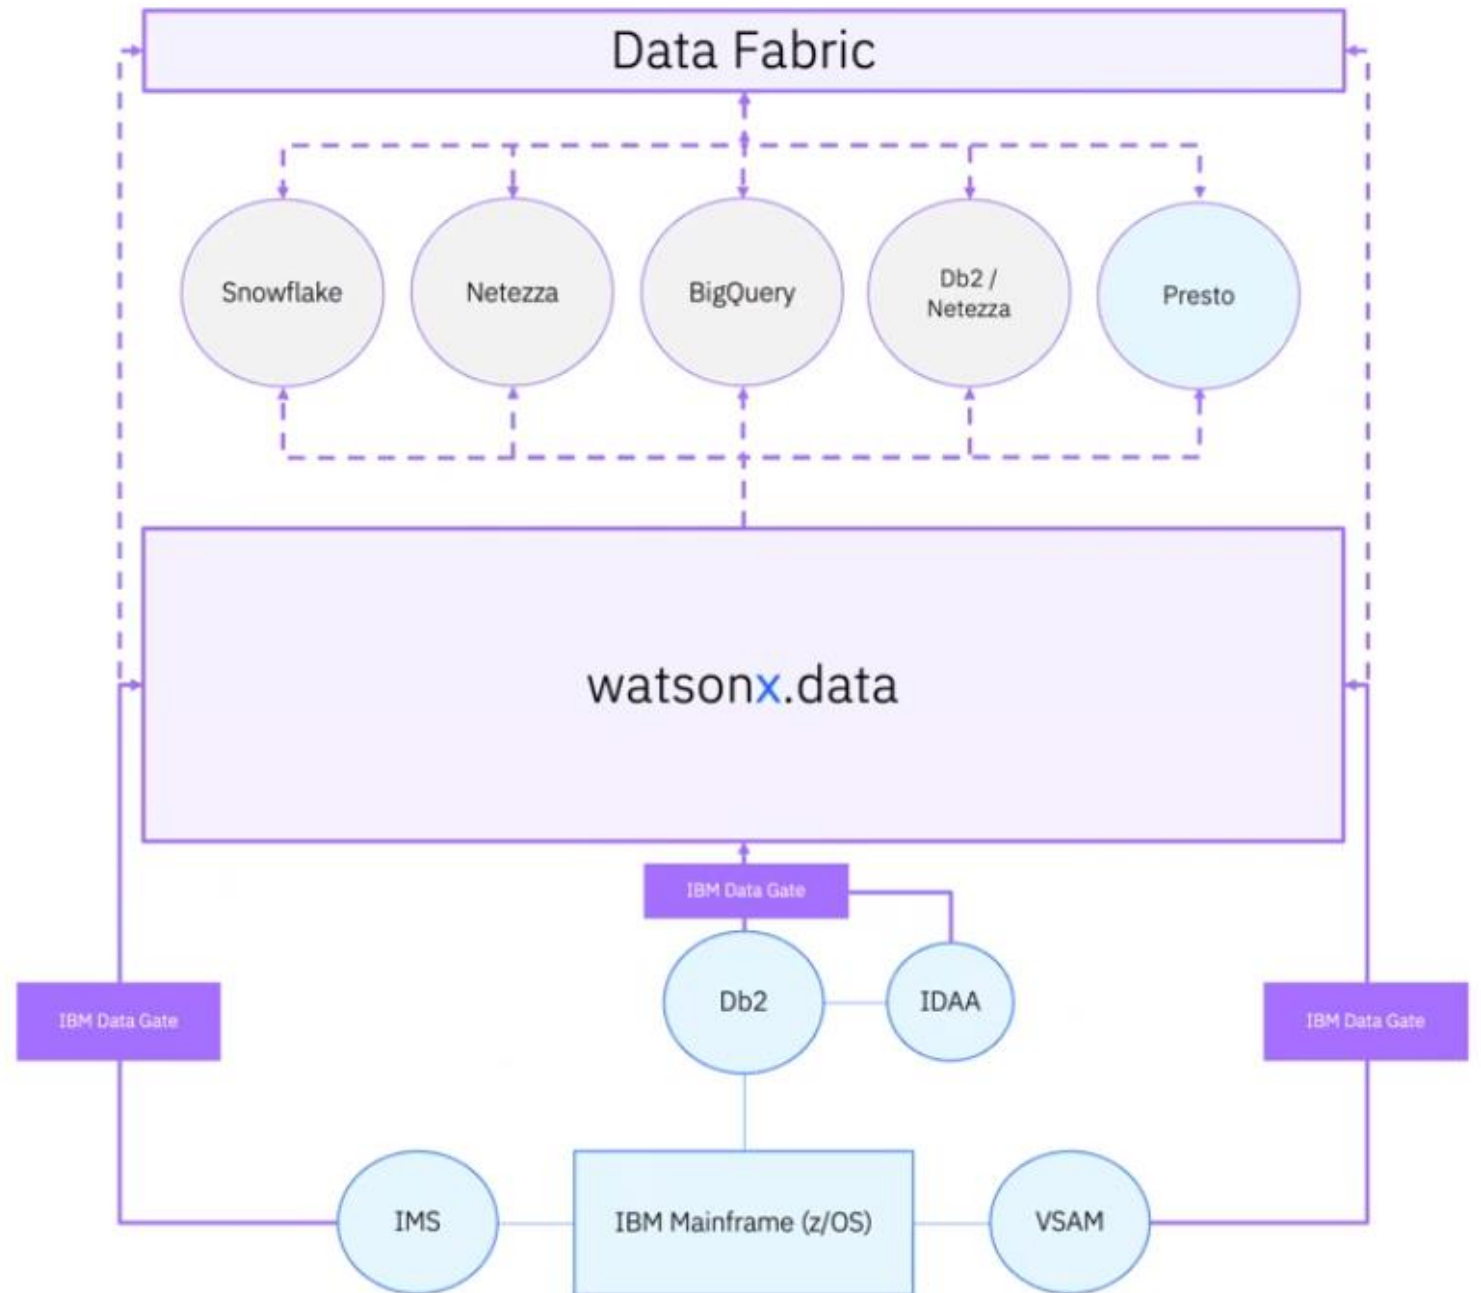 Data Fabric
Snowflake
Netezza
BigQuery
Db2 /
Netezza
Presto
watsonx.data
IBM Data Gate
Db2
IDAA
IBM Data Gate
IBM Data Gate
IMS
IBM Mainframe (z/OS)
VSAM